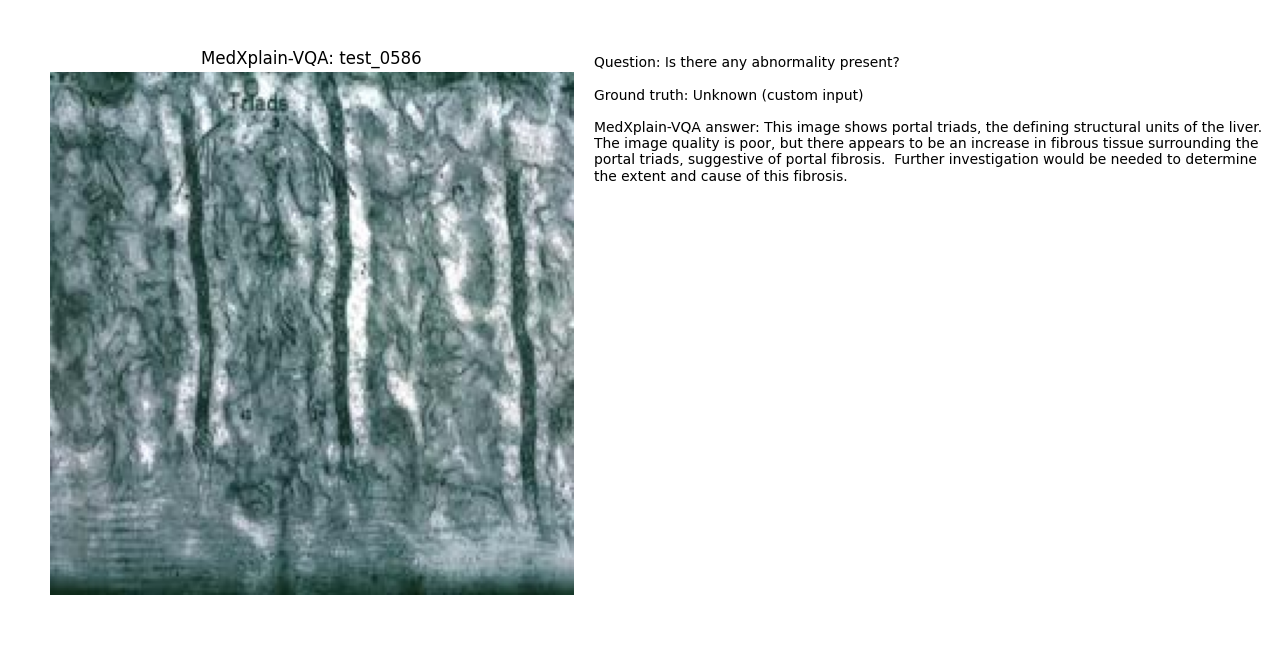 MedXplain-VQA: test_0586
Triads
Question: Is there any abnormality present?
Ground truth: Unknown (custom input)
MedXplain-VQA answer: This image shows portal triads, the defining structural units of the liver.
The image quality is poor, but there appears to be an increase in fibrous tissue surrounding the
portal triads, suggestive of portal fibrosis.  Further investigation would be needed to determine
the extent and cause of this fibrosis.